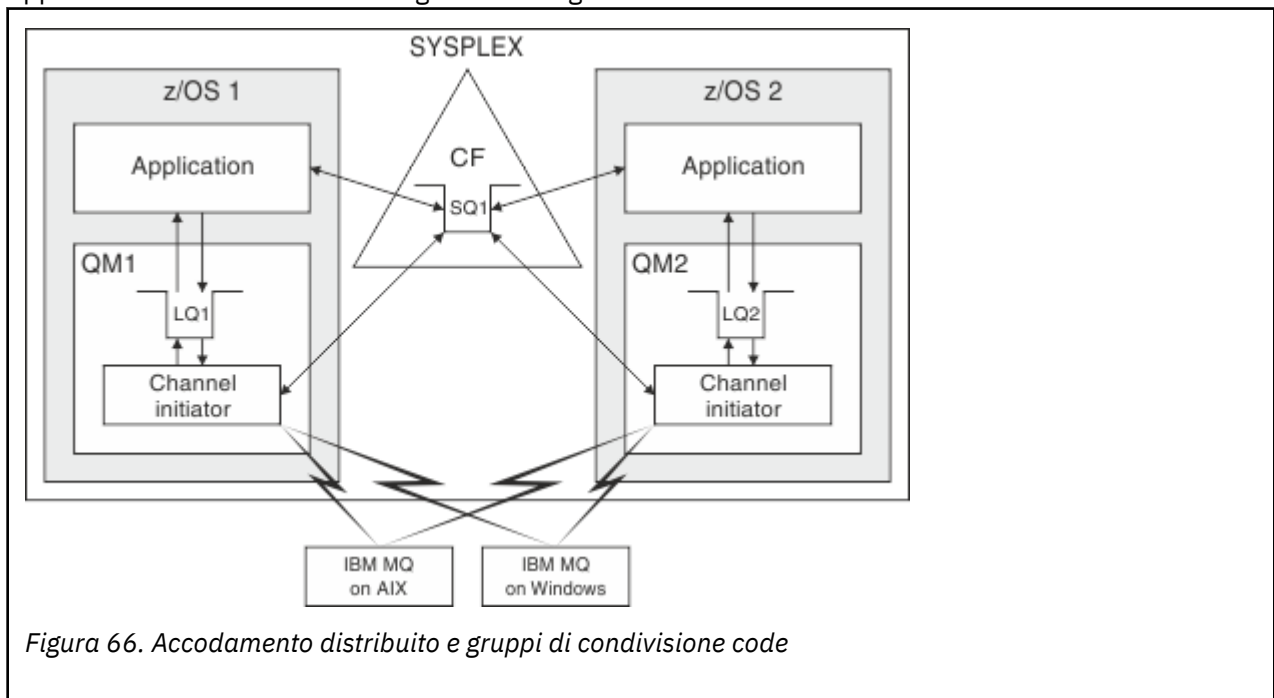 SYSPLEX
z/OS 1
z/OS 2
Application
CF
Application
SQ1
QM1
QM2
LQ1
LQ2
Channel
initiator
Channel
initiator
IBM MQ
on AIX
IBM MQ
on Windows
Figura 66. Accodamento distribuito e gruppi di condivisione code